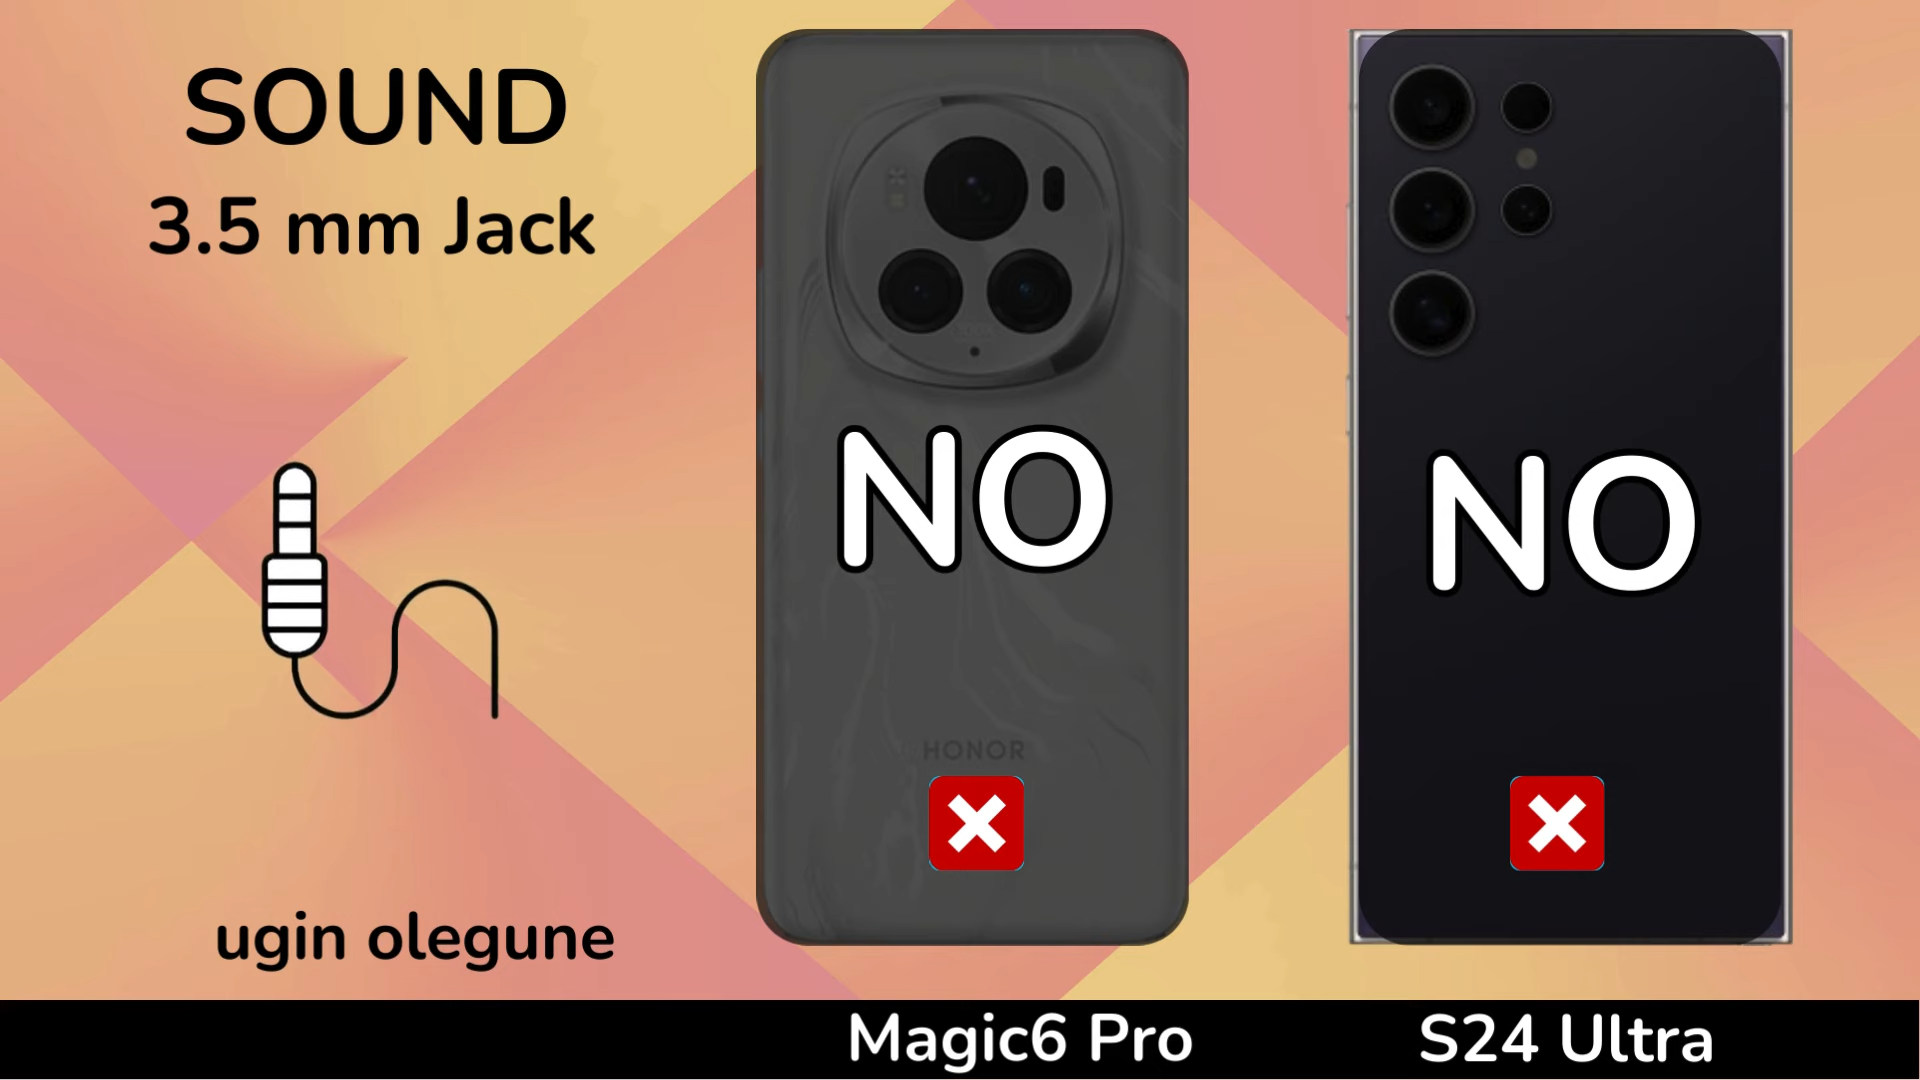 SOUND
3.5 mm Jack
NO
NO
HONOR
ugin olegune
Magic6 Pro
S24 Ultra